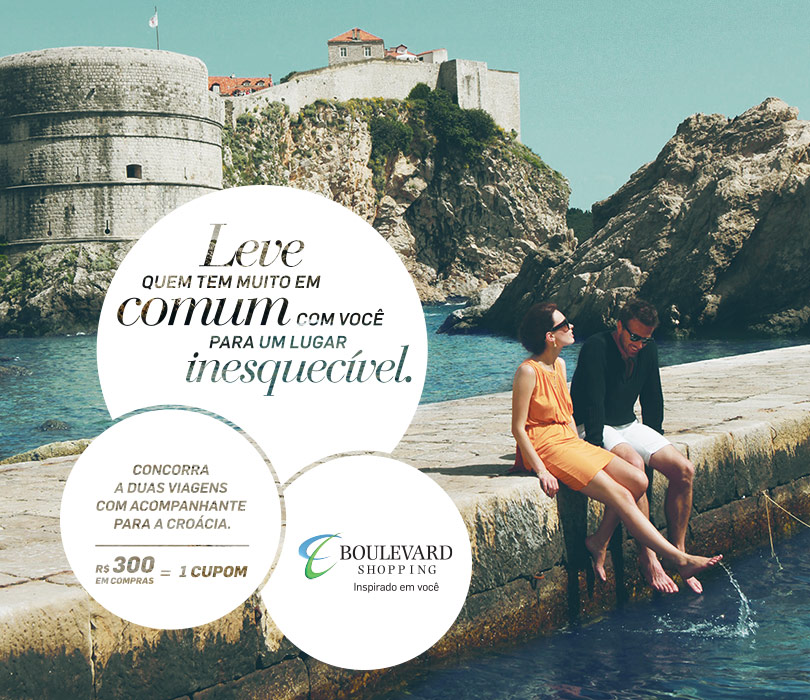 Leve
QUEM TEM MUITO EM
comum COM VOCÊ
PARA UM LUGAR
inesquecível.
CONCORRA
A DUAS VIAGENS
COM ACOMPANHANTE
PARA A CROÁCIA.
R$ 300 EM COMPRAS = 1 CUPOM
BOULEVARD
SHOPPING
Inspirado em você